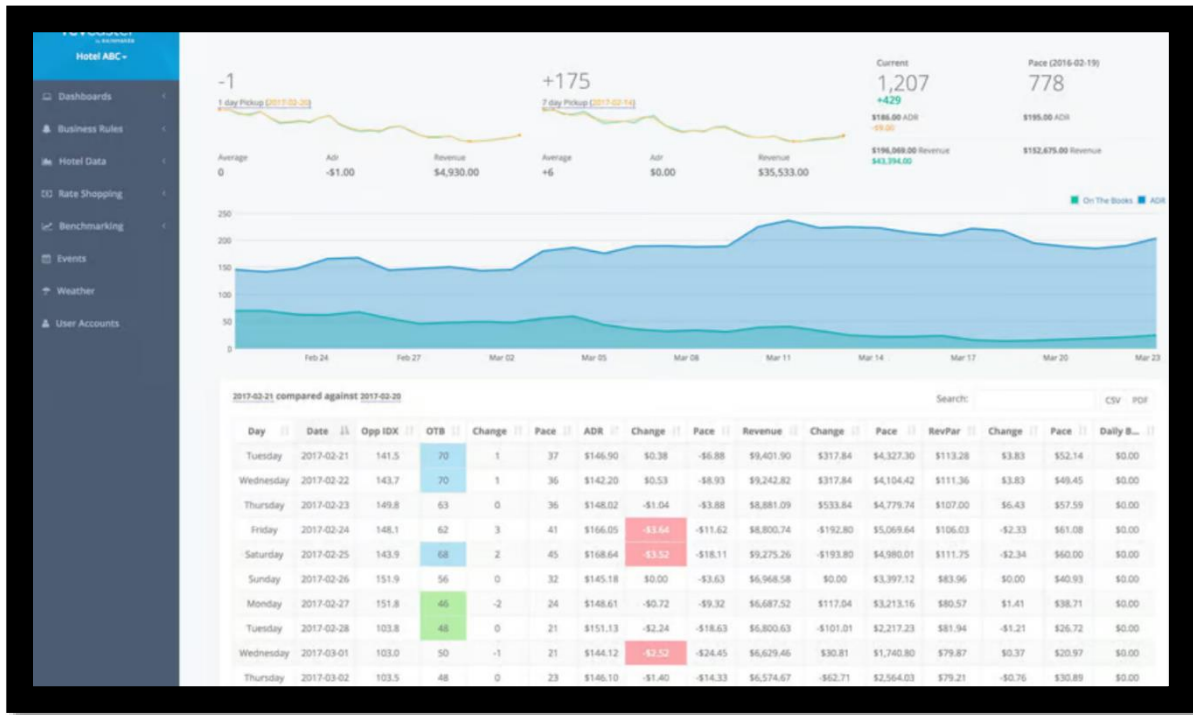 Hotel ABC
Dashboards
Business Rules
Hotel Data
Rate Shopping
Benchmarking
Events
Weather
User Accounts
-1
1 day Pickup (2017-02-20)
Average Adr Revenue
0 -$1.00 $4,930.00
+175
7 day Pickup (2017-02-14)
Average Adr Revenue
+6 $0.00 $35,533.00
Current Pace (2016-02-19)
1,207 778
+429
$186.00 ADR $195.00 ADR
-$9.00
$196,069.00 Revenue $152,675.00 Revenue
$43,394.00
On The Books ADR
250
200
150
100
50
0
Feb 24 Feb 27 Mar 02 Mar 05 Mar 08 Mar 11 Mar 14 Mar 17 Mar 20 Mar 23
2017-02-21 compared against 2017-02-20 Search: CSV PDF
Day Date Opp IDX OTB Change Pace ADR Change Pace Revenue Change Pace RevPar Change Pace Daily B...
Tuesday 2017-02-21 141.5 70 1 37 $146.90 $0.38 -$6.88 $9,401.90 $317.84 $4,327.30 $113.28 $3.83 $52.14 $0.00
Wednesday 2017-02-22 143.7 70 1 36 $142.20 $0.53 -$8.93 $9,242.82 $317.84 $4,104.42 $111.36 $3.83 $49.45 $0.00
Thursday 2017-02-23 149.8 63 0 36 $148.02 -$1.04 -$3.88 $8,881.09 $533.84 $4,779.74 $107.00 $6.43 $57.59 $0.00
Friday 2017-02-24 148.1 62 3 41 $166.05 -$3.64 -$11.62 $8,800.74 -$192.80 $5,069.64 $106.03 -$2.33 $61.08 $0.00
Saturday 2017-02-25 143.9 68 2 45 $168.64 -$3.52 -$18.11 $9,275.26 -$193.80 $4,980.01 $111.75 -$2.34 $60.00 $0.00
Sunday 2017-02-26 151.9 56 0 32 $145.18 $0.00 -$3.63 $6,968.58 $0.00 $3,397.12 $83.96 $0.00 $40.93 $0.00
Monday 2017-02-27 151.8 46 -2 24 $148.61 -$0.72 -$9.32 $6,687.52 $117.04 $3,213.16 $80.57 $1.41 $38.71 $0.00
Tuesday 2017-02-28 103.8 48 0 21 $151.13 -$2.24 -$18.63 $6,800.63 -$101.01 $2,217.23 $81.94 -$1.21 $26.72 $0.00
Wednesday 2017-03-01 103.0 50 -1 21 $144.12 -$2.52 -$24.45 $6,629.46 $30.81 $1,740.80 $79.87 $0.37 $20.97 $0.00
Thursday 2017-03-02 103.5 48 0 23 $146.10 -$1.40 -$14.33 $6,574.67 -$62.71 $2,564.03 $79.21 -$0.76 $30.89 $0.00